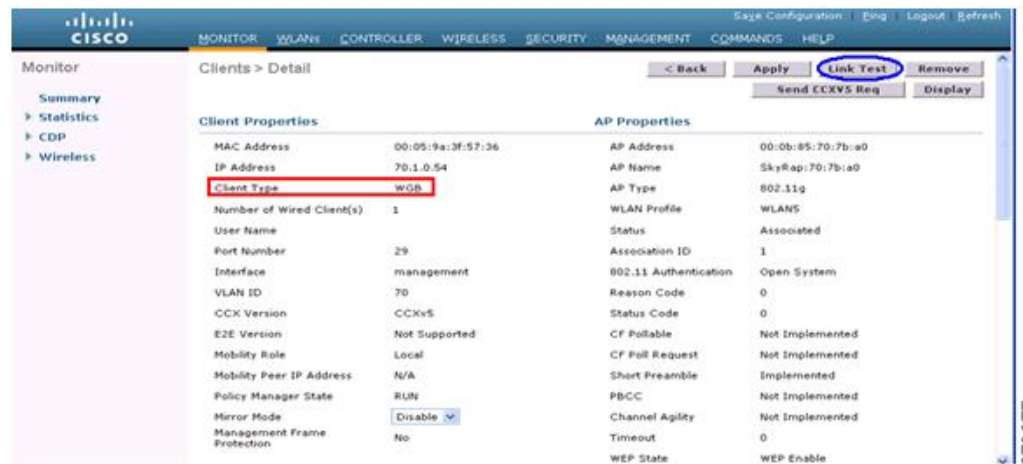 Save Configuration Ping Logout Refresh
CISCO
MONITOR WLANs CONTROLLER WIRELESS SECURITY MANAGEMENT COMMANDS HELP
Monitor
Summary
Statistics
CDP
Wireless
Clients > Detail
< Back Apply Link Test Remove
Send CCXV5 Req Display
Client Properties
MAC Address 00:05:9a:3f:57:36
IP Address 70.1.0.54
Client Type WGB
Number of Wired Client(s) 1
User Name
Port Number 29
Interface management
VLAN ID 70
CCX Version CCXv5
E2E Version Not Supported
Mobility Role Local
Mobility Peer IP Address N/A
Policy Manager State RUN
Mirror Mode Disable
Management Frame
Protection No
AP Properties
AP Address 00:0b:85:70:7b:a0
AP Name SkyRap:70:7b:a0
AP Type 802.11g
WLAN Profile WLAN5
Status Associated
Association ID 1
802.11 Authentication Open System
Reason Code 0
Status Code 0
CF Pollable Not Implemented
CF Poll Request Not Implemented
Short Preamble Implemented
PBCC Not Implemented
Channel Agility Not Implemented
Timeout 0
WEP State WEP Enable